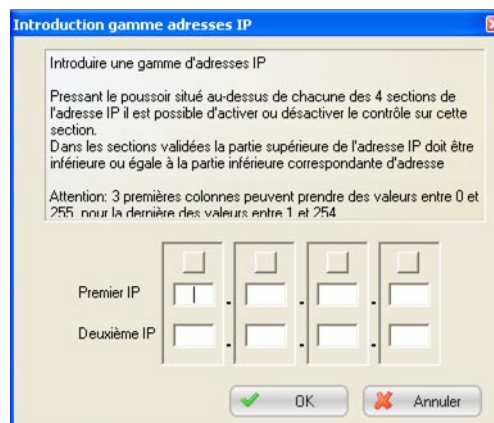 Introduction gamme adresses IP
Introduire une gamme d'adresses IP
Pressant le poussoir situé au-dessus de chacune des 4 sections de
l'adresse IP il est possible d'activer ou désactiver le contrôle sur cette
section.
Dans les sections validées la partie supérieure de l'adresse IP doit être
inférieure ou égale à la partie inférieure correspondante d'adresse
Attention: 3 premières colonnes peuvent prendre des valeurs entre 0 et
255, pour la dernière des valeurs entre 1 et 254
Premier IP . . .
Deuxième IP . . .
OK Annuler